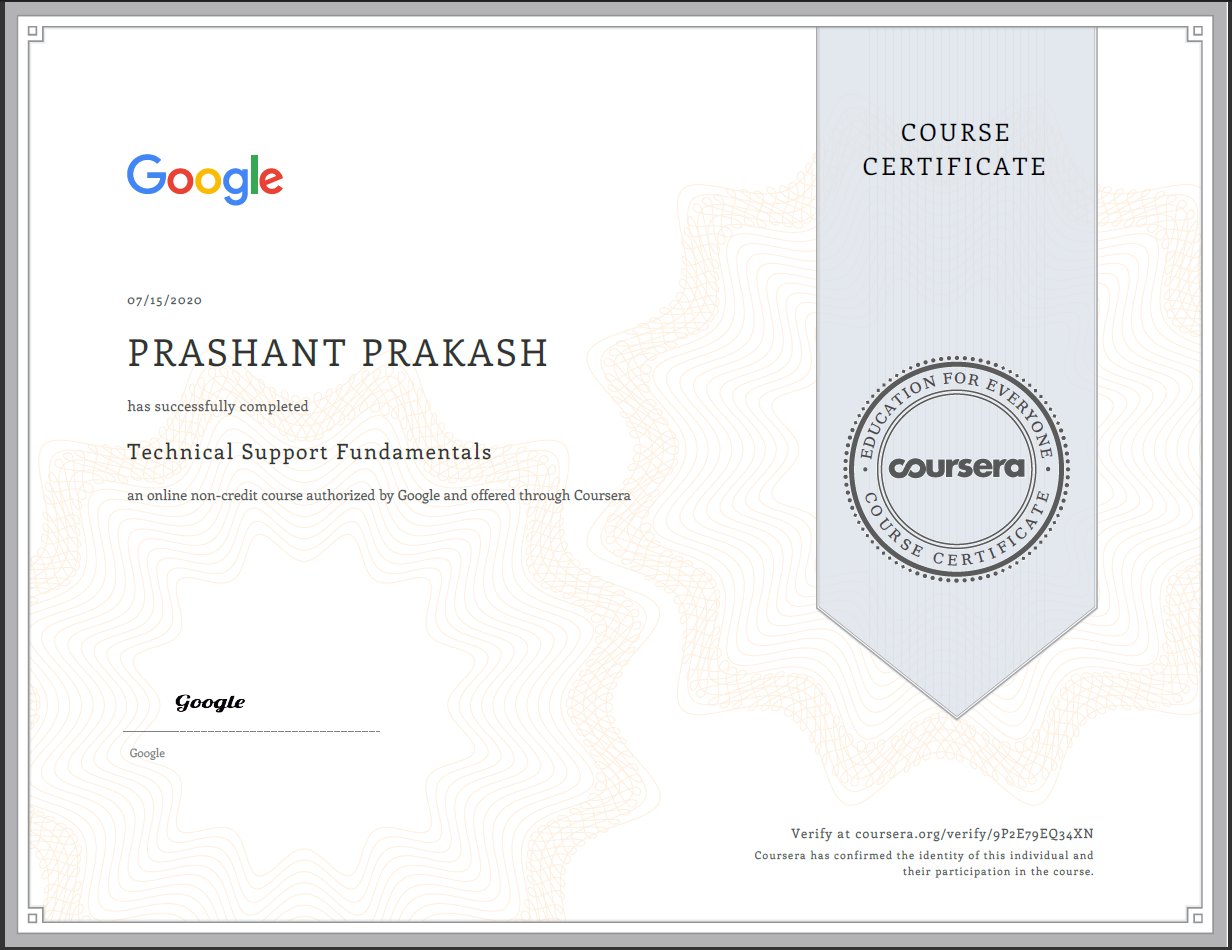 COURSE
CERTIFICATE
Google
07/15/2020
PRASHANT PRAKASH
has successfully completed
Technical Support Fundamentals
an online non-credit course authorized by Google and offered through Coursera
EDUCATION FOR EVERYONE
coursera
COURSE CERTIFICATE
Google
Google
Verify at coursera.org/verify/9P2E79EQ34XN
Coursera has confirmed the identity of this individual and
their participation in the course.